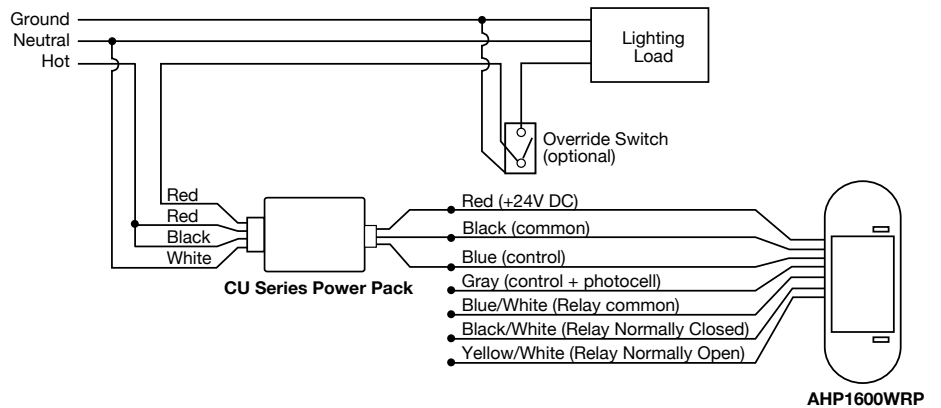 Ground
Neutral
Hot
Lighting
Load
Override Switch
(optional)
Red
Red
Black
White
CU Series Power Pack
Red (+24V DC)
Black (common)
Blue (control)
Gray (control + photocell)
Blue/White (Relay common)
Black/White (Relay Normally Closed)
Yellow/White (Relay Normally Open)
AHP1600WRP